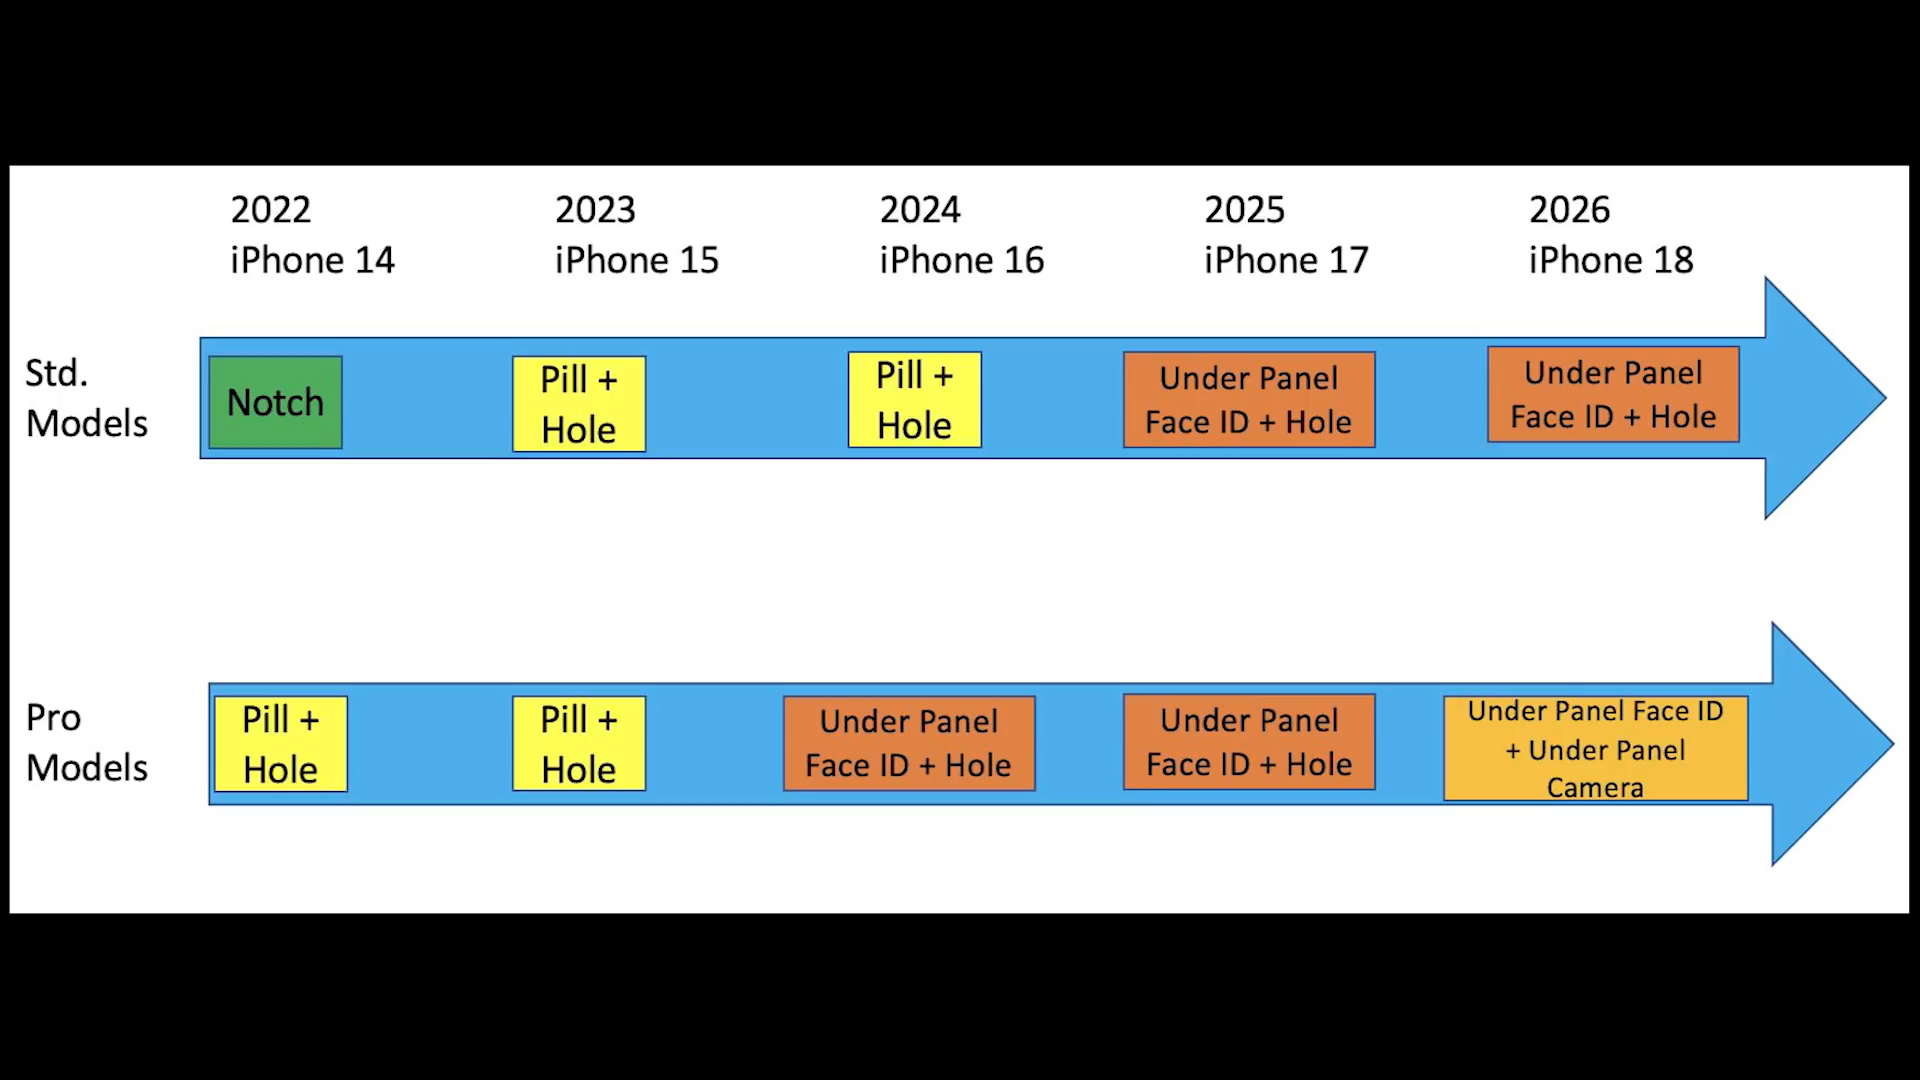 2022
iPhone 14
2023
iPhone 15
2024
iPhone 16
2025
iPhone 17
2026
iPhone 18
Std.
Models
Notch
Pill +
Hole
Pill +
Hole
Under Panel
Face ID + Hole
Under Panel
Face ID + Hole
Pro
Models
Pill +
Hole
Pill +
Hole
Under Panel
Face ID + Hole
Under Panel
Face ID + Hole
Under Panel Face ID
+ Under Panel
Camera